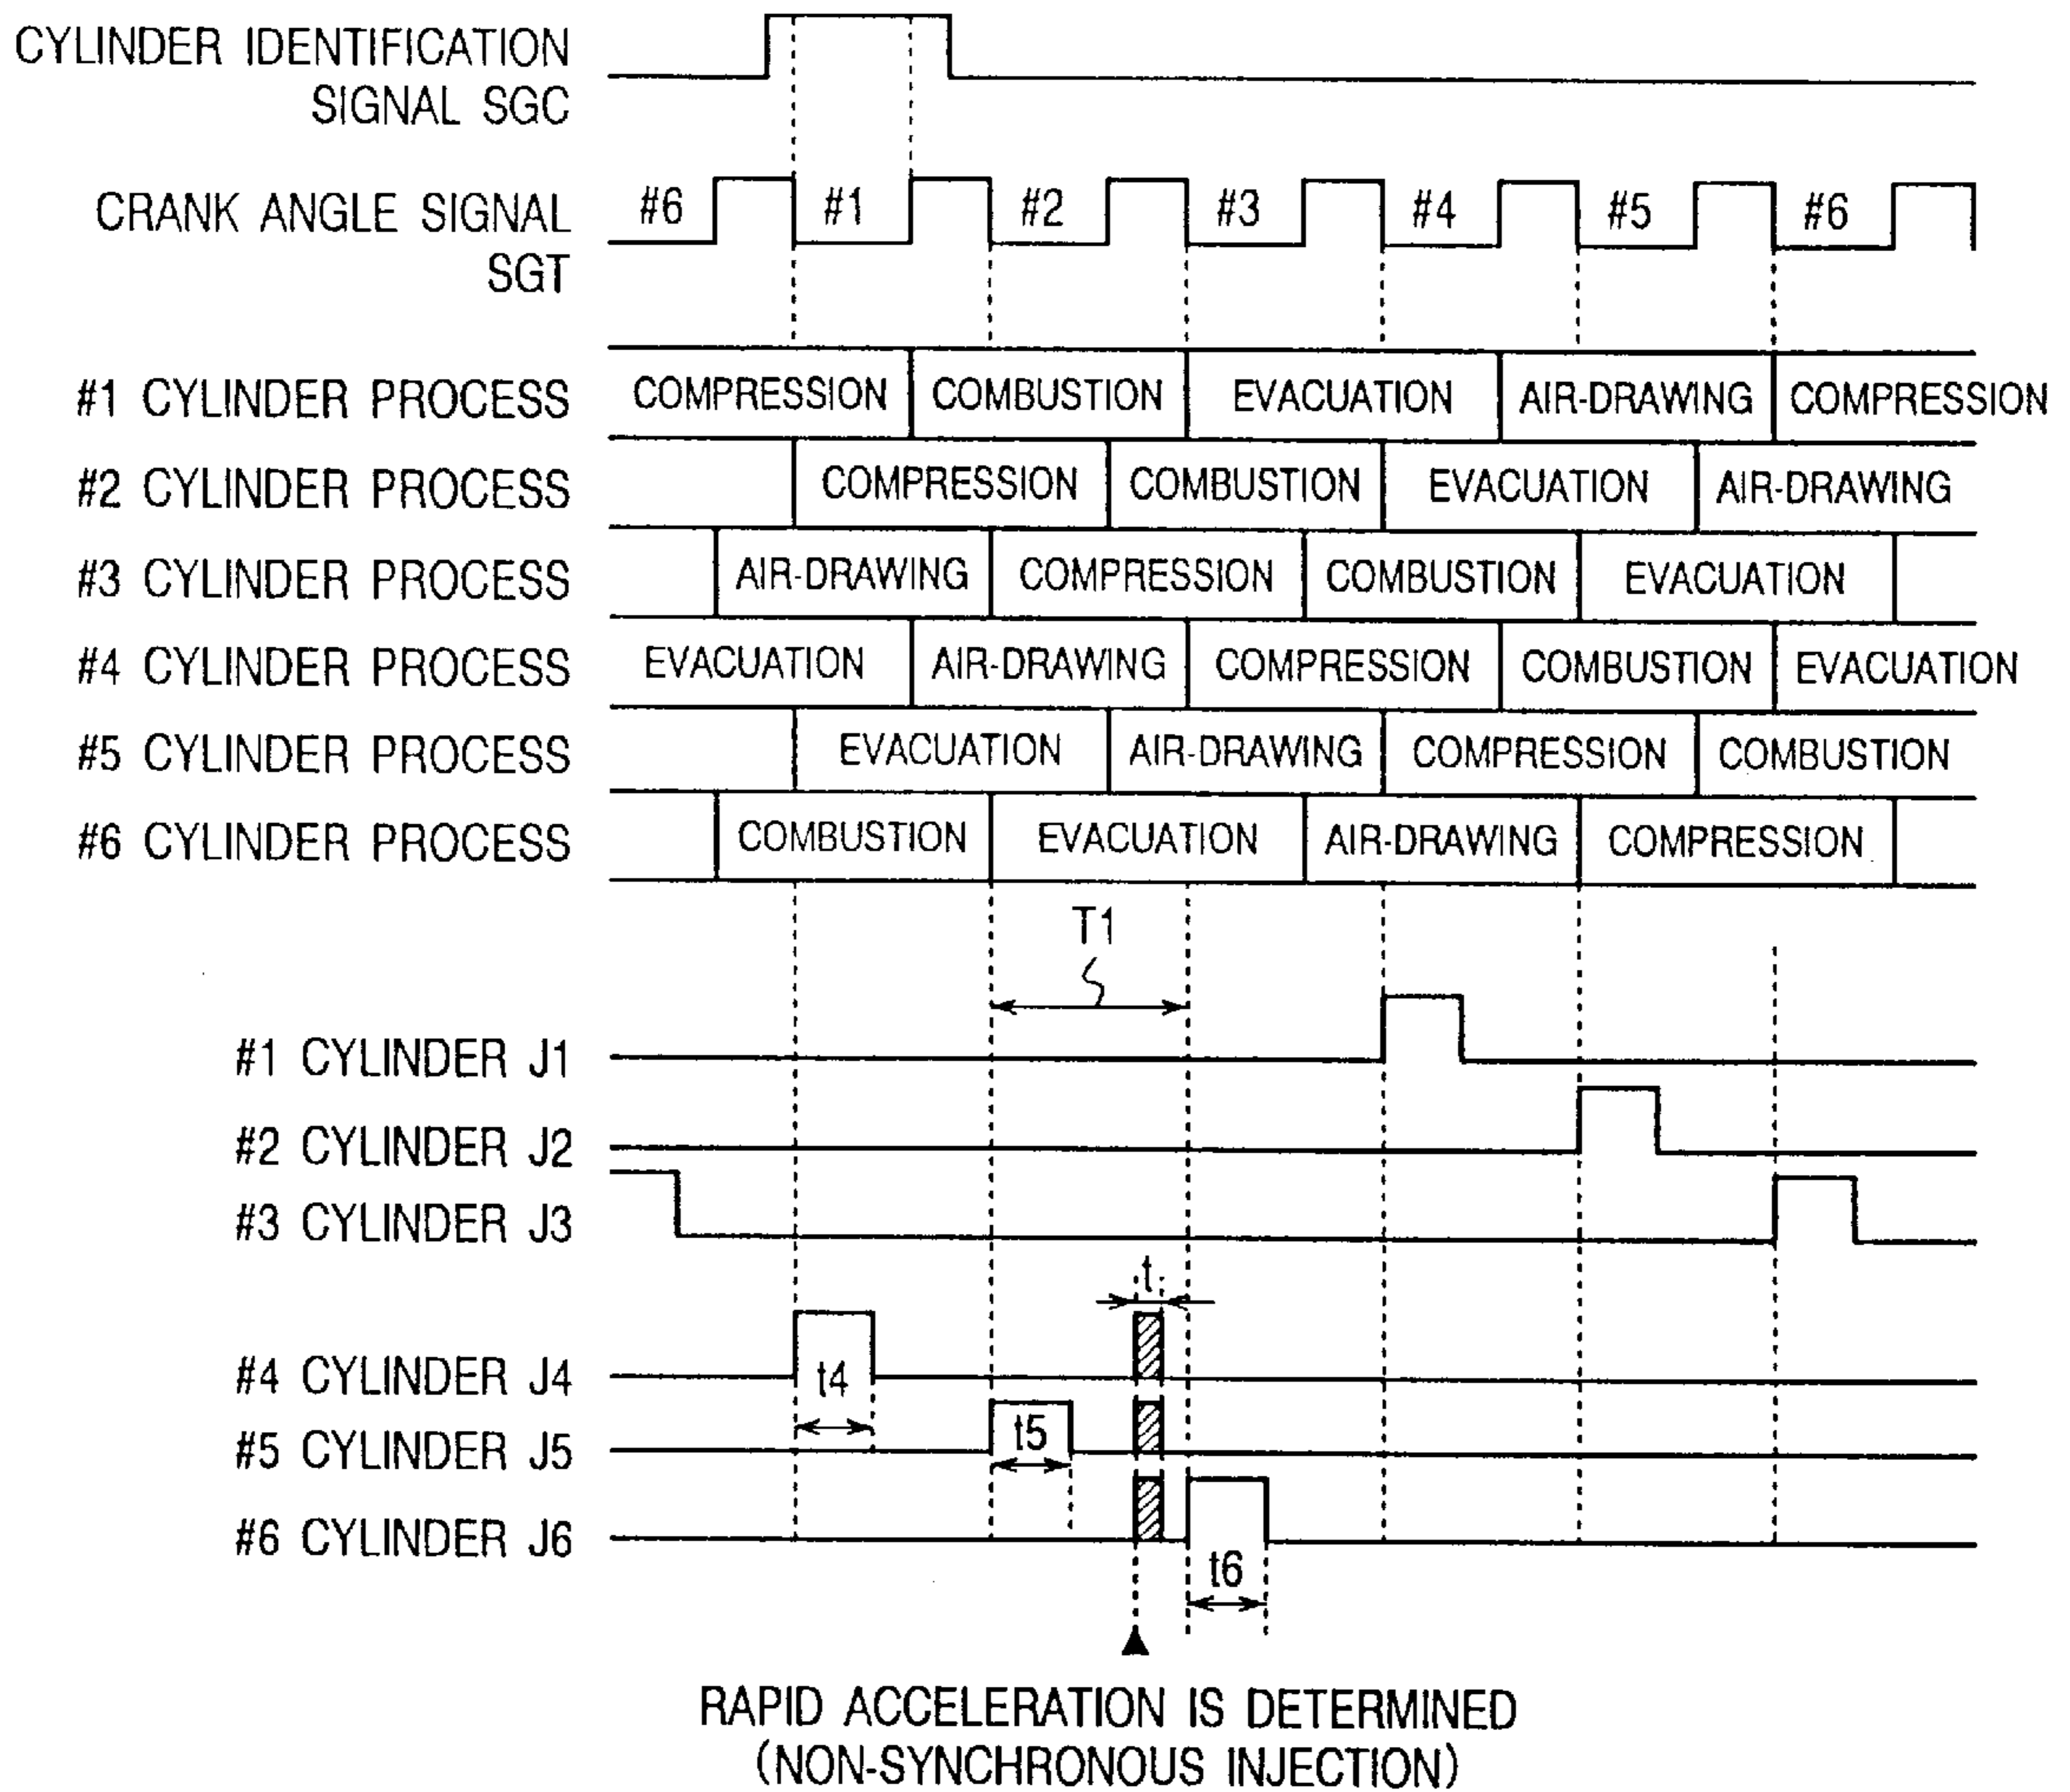 CYLINDER IDENTIFICATION
SIGNAL SGC
CRANK ANGLE SIGNAL
SGT
#6 #1 #2 #3 #4 #5 #6
#1 CYLINDER PROCESS COMPRESSION COMBUSTION EVACUATION AIR-DRAWING COMPRESSION
#2 CYLINDER PROCESS COMPRESSION COMBUSTION EVACUATION AIR-DRAWING
#3 CYLINDER PROCESS AIR-DRAWING COMPRESSION COMBUSTION EVACUATION
#4 CYLINDER PROCESS EVACUATION AIR-DRAWING COMPRESSION COMBUSTION EVACUATION
#5 CYLINDER PROCESS EVACUATION AIR-DRAWING COMPRESSION COMBUSTION
#6 CYLINDER PROCESS COMBUSTION EVACUATION AIR-DRAWING COMPRESSION
T1
#1 CYLINDER J1
#2 CYLINDER J2
#3 CYLINDER J3
t
#4 CYLINDER J4 t4
#5 CYLINDER J5 t5
#6 CYLINDER J6
t6
RAPID ACCELERATION IS DETERMINED
(NON-SYNCHRONOUS INJECTION)